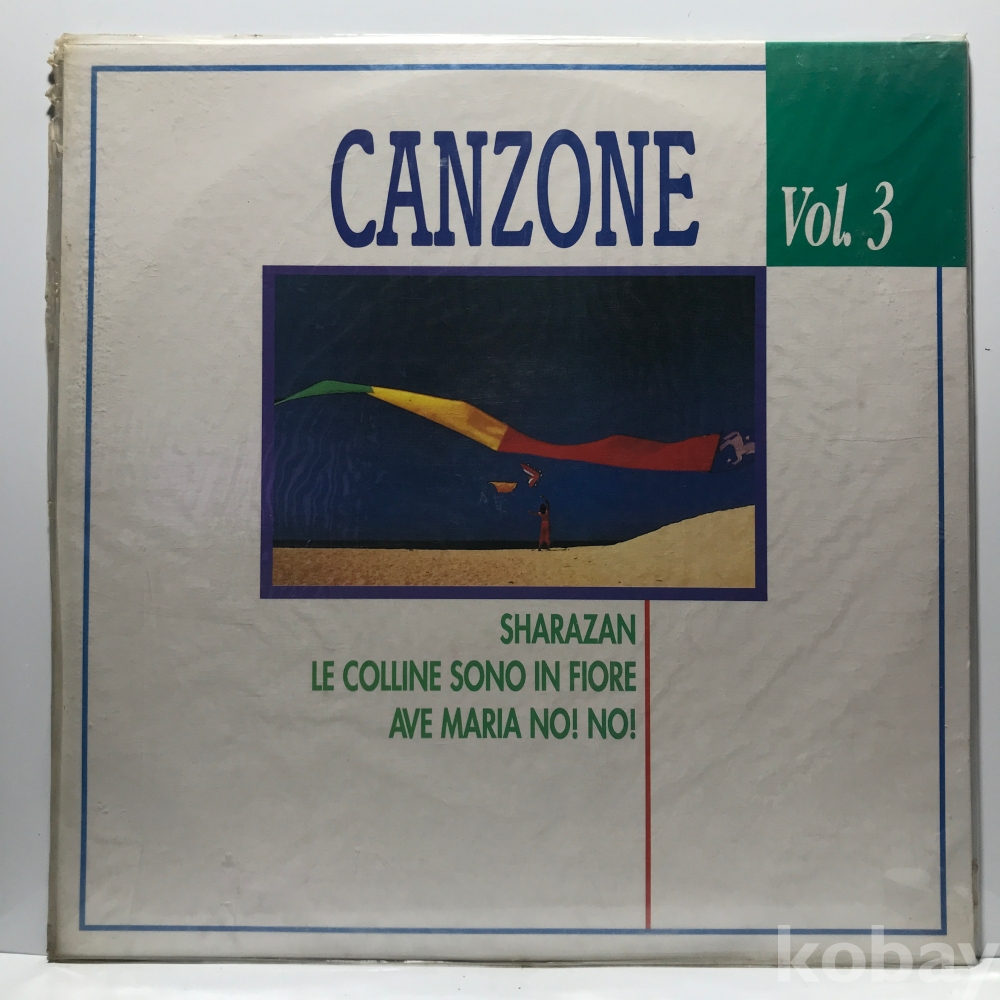 CANZONE
Vol. 3
SHARAZAN
LE COLLINE SONO IN FIORE
AVE MARIA NO! NO!
kobay